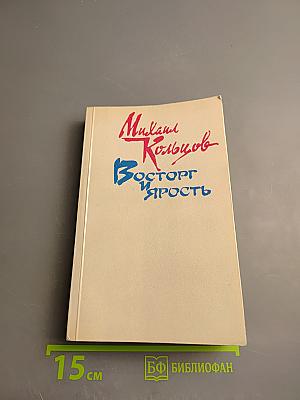 Михаил
Кольцов
Восторг
и
ярость
15 см
БФ БИБЛИОФАН